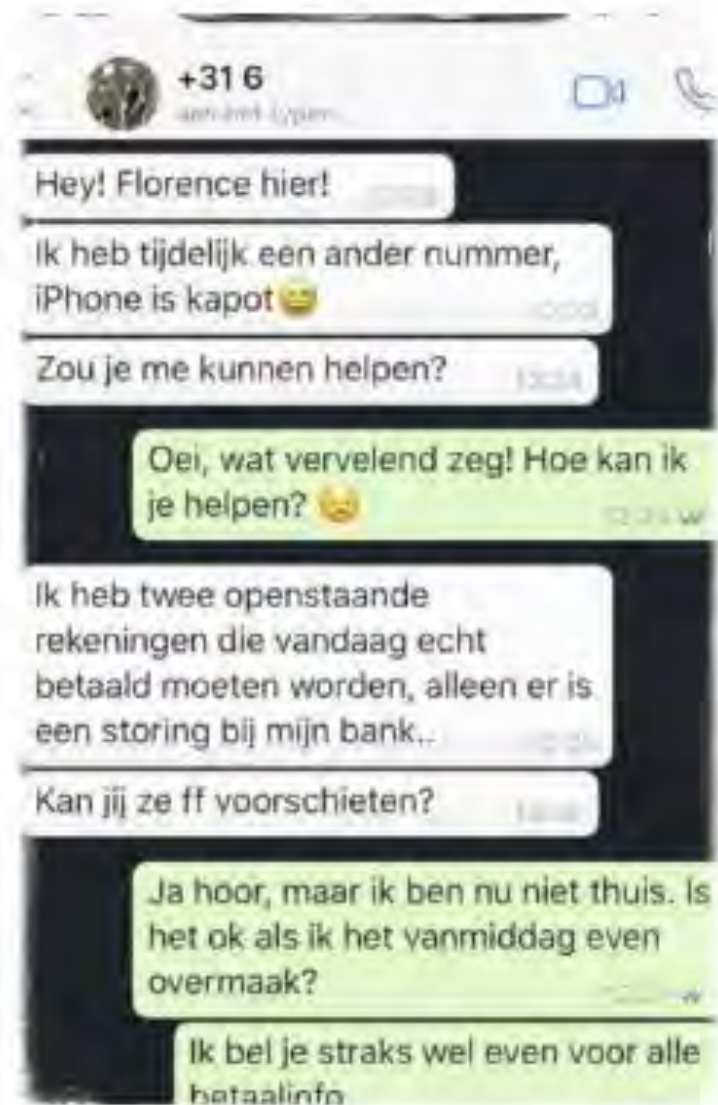 +31 6
Hey! Florence hier!
Ik heb tijdelijk een ander nummer,
iPhone is kapot😅
Zou je me kunnen helpen?
Oei, wat vervelend zeg! Hoe kan ik
je helpen? 😟
Ik heb twee openstaande
rekeningen die vandaag echt
betaald moeten worden, alleen er is
een storing bij mijn bank..
Kan jij ze ff voorschieten?
Ja hoor, maar ik ben nu niet thuis. Is
het ok als ik het vanmiddag even
overmaak?
Ik bel je straks wel even voor alle
betaalinfo